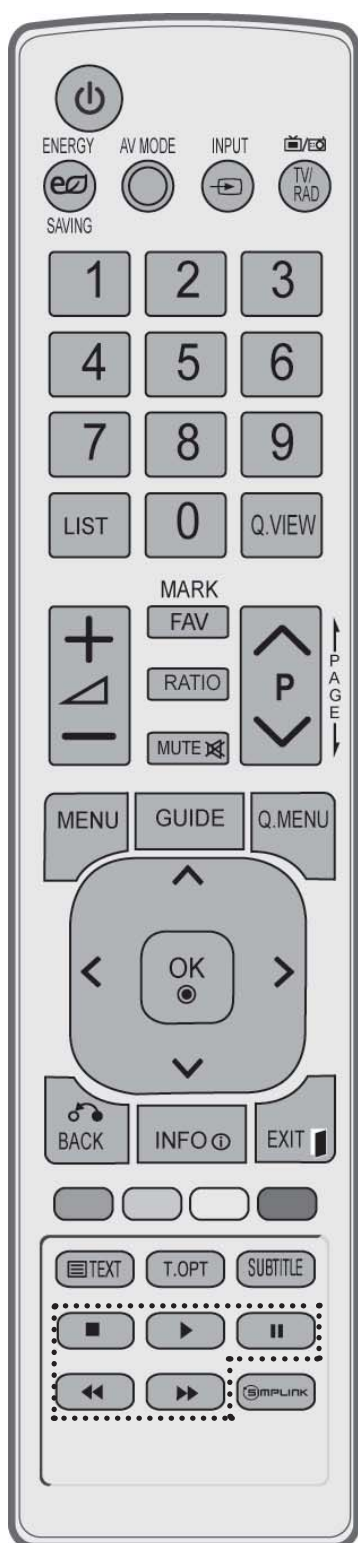 ENERGY AV MODE INPUT
TV/
RAD
SAVING
1 2 3
4 5 6
7 8 9
LIST 0 Q.VIEW
MARK
FAV
RATIO
P
PAGE
MUTE
MENU GUIDE Q.MENU
OK
BACK INFO EXIT
TEXT T.OPT SUBTITLE
SIMPLINK